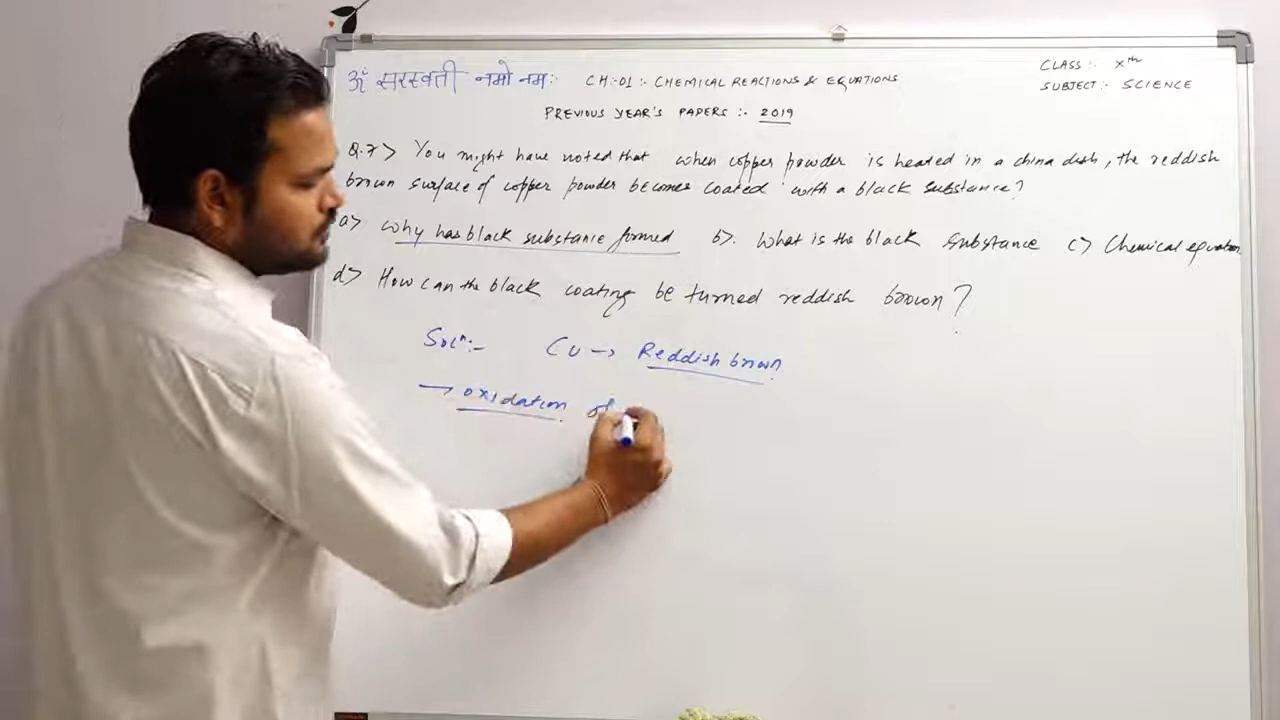 ॐ सरस्वती नमो नमः CH:-01 :- CHEMICAL REACTIONS & EQUATIONS
CLASS :- Xth
SUBJECT :- SCIENCE
PREVIOUS YEAR'S PAPERS :- 2019
Q.7> You might have noted that when copper powder is heated in a china dish, the reddish
brown surface of copper powder becomes coated with a black substance?
a> Why has black substance formed b>. What is the black substance c> Chemical equation
d> How can the black coating be turned reddish brown?
Solⁿ:- Cu → Reddish brown
→ oxidation of